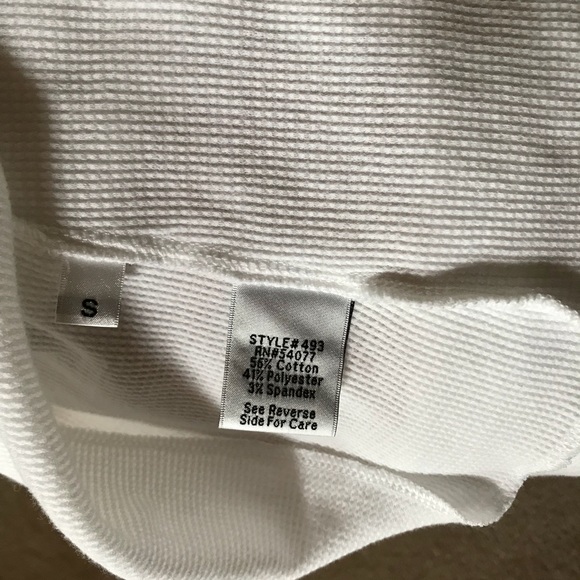 S
STYLE# 493
RN#54077
56% Cotton
41% Polyester
3% Spandex
See Reverse
Side For Care